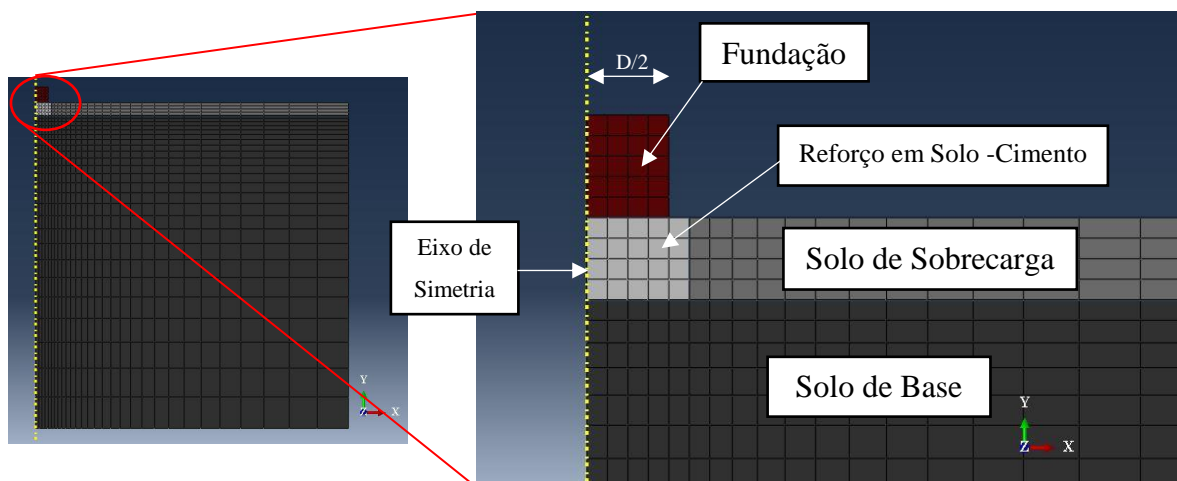 Fundação
D/2
Reforço em Solo -Cimento
Eixo de
Simetria
Solo de Sobrecarga
Solo de Base
Y
Z
X
Y
Z
X